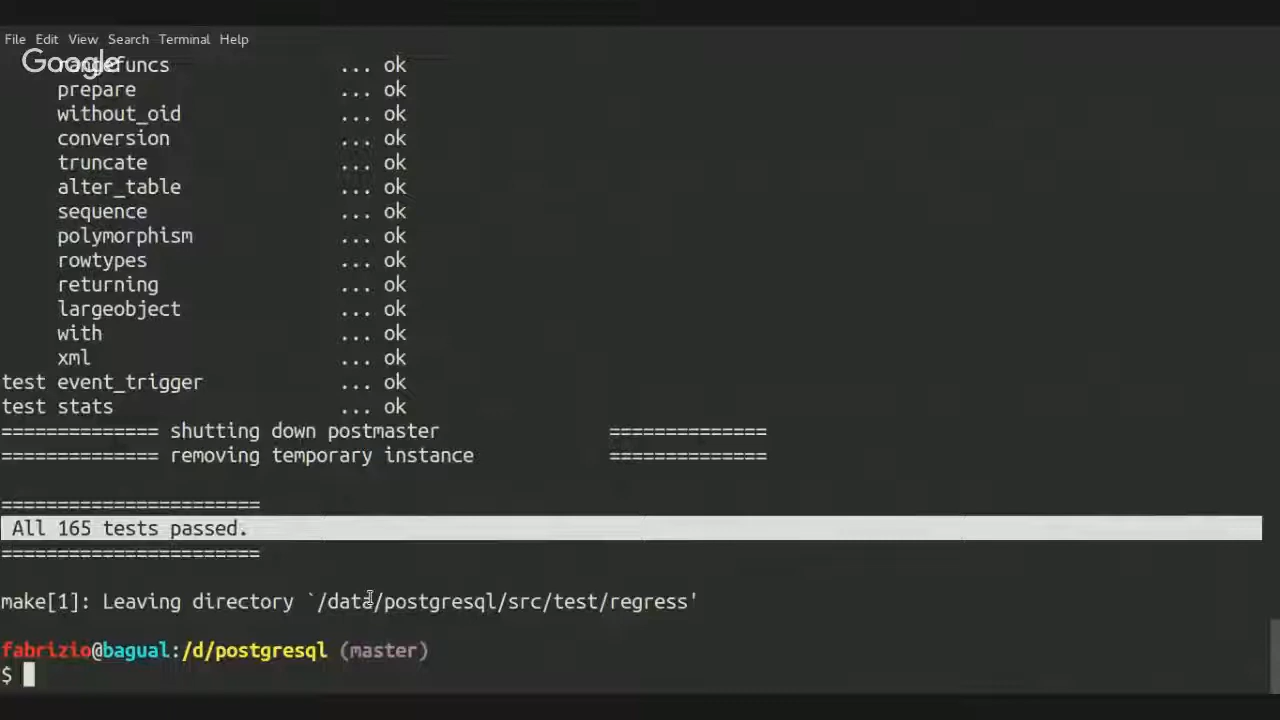 File Edit View Search Terminal Help
Google
rangefuncs ... ok
prepare ... ok
without_oid ... ok
conversion ... ok
truncate ... ok
alter_table ... ok
sequence ... ok
polymorphism ... ok
rowtypes ... ok
returning ... ok
largeobject ... ok
with ... ok
xml ... ok
test event_trigger ... ok
test stats ... ok
============== shutting down postmaster ==============
============== removing temporary instance ==============
=======================
All 165 tests passed.
=======================
make[1]: Leaving directory `/data/postgresql/src/test/regress'
fabrizio@bagual:/d/postgresql (master)
$